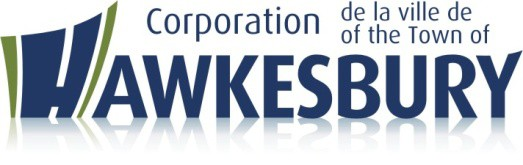 Corporation de la ville de
of the Town of
HAWKESBURY